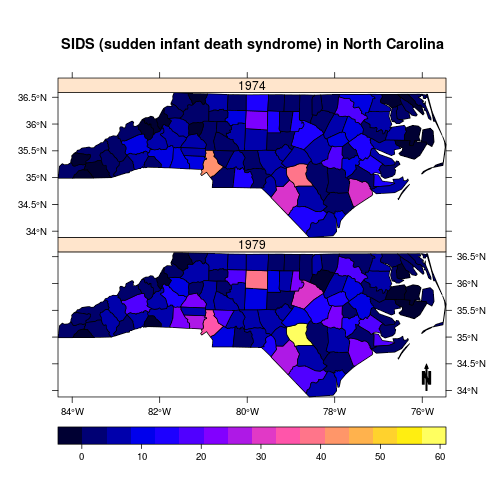 SIDS (sudden infant death syndrome) in North Carolina
1974
36.5°N
36°N
35.5°N
35°N
34.5°N
34°N
1979
36.5°N
36°N
35.5°N
35°N
34.5°N
34°N
N
84°W 82°W 80°W 78°W 76°W
0 10 20 30 40 50 60